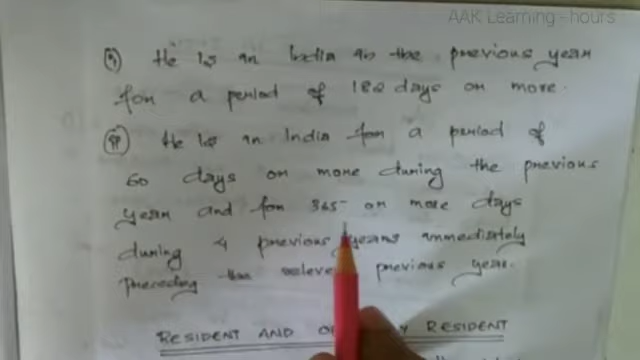 AAK Learning - hours
(i) He is in India in the previous year
for a period of 182 days or more.
(ii) He is in India for a period of
60 days or more during the previous
year and for 365 or more days
during 4 previous years immediately
preceding the previous year.
RESIDENT AND RESIDENT